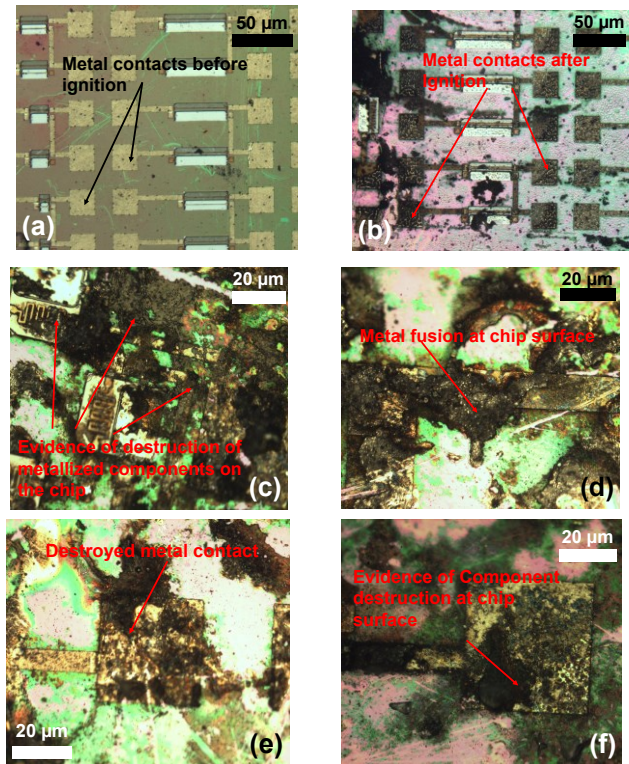 50 µm
Metal contacts before
ignition
(a)
50 µm
Metal contacts after
ignition
(b)
20 µm
Evidence of destruction of
metallized components on
the chip
(c)
20 µm
Metal fusion at chip surface
(d)
Destroyed metal contact
20 µm
(e)
20 µm
Evidence of Component
destruction at chip
surface
(f)